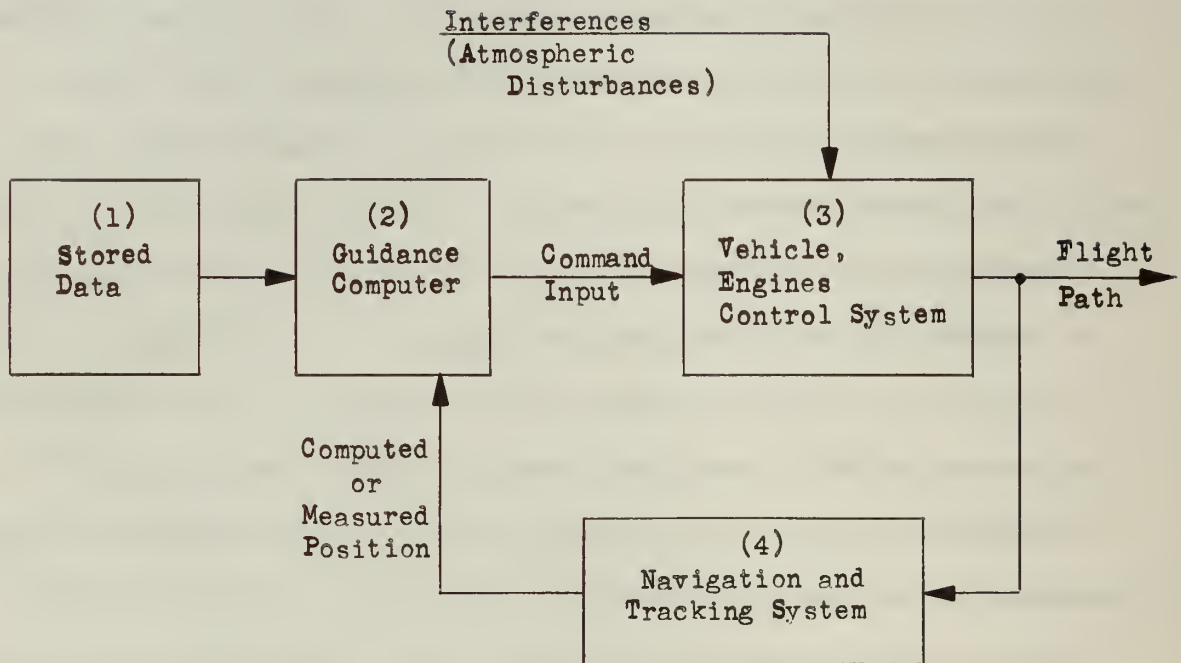 Interferences
(Atmospheric
Disturbances)
(1)
Stored
Data
(2)
Guidance
Computer
Command
Input
(3)
Vehicle,
Engines
Control System
Flight
Path
Computed
or
Measured
Position
(4)
Navigation and
Tracking System